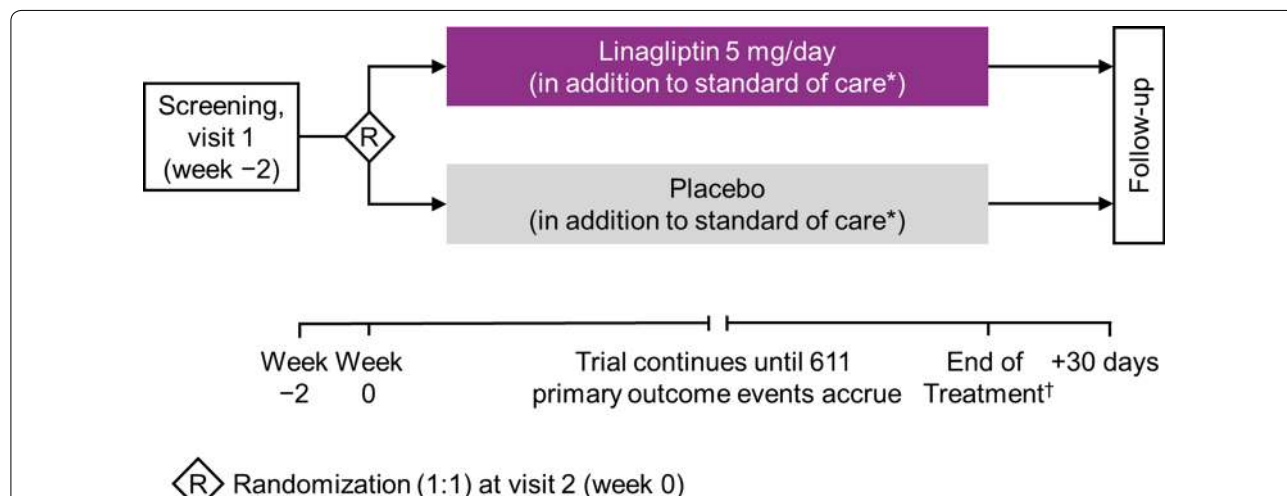 Linagliptin 5 mg/day
(in addition to standard of care*)
Screening,
visit 1
(week −2)
R
Placebo
(in addition to standard of care*)
Follow-up
Week
−2
Week
0
Trial continues until 611
primary outcome events accrue
End of
Treatment†
+30 days
R Randomization (1:1) at visit 2 (week 0)